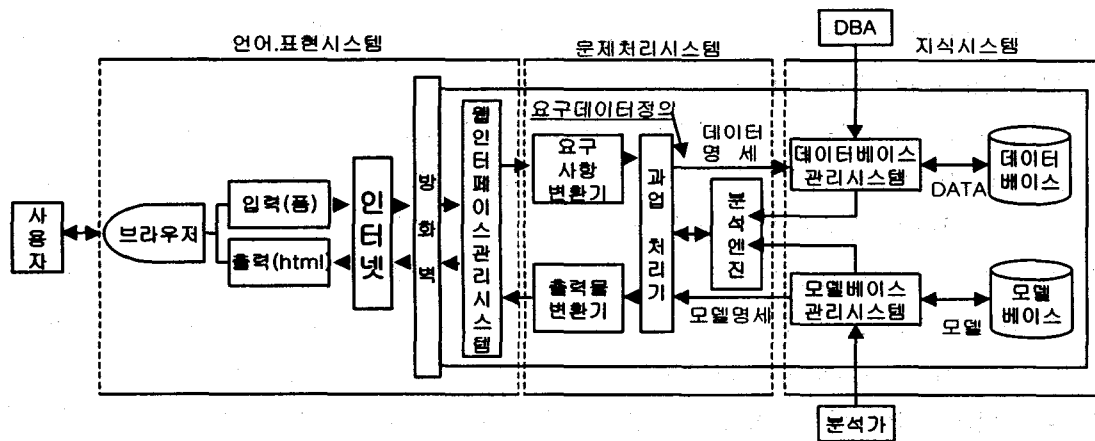 언어.표현시스템
문제처리시스템
DBA
지식시스템
사용자
브라우저
입력(폼)
출력(html)
인터넷
방화벽
웹인터페이스관리시스템
요구데이터정의
요구
사항
변환기
출력물
변환기
과업 처리기
데이터
명 세
분석엔진
모델명세
데이터베이스
관리시스템
DATA
데이터
베이스
모델베이스
관리시스템
모델
모델
베이스
분석가